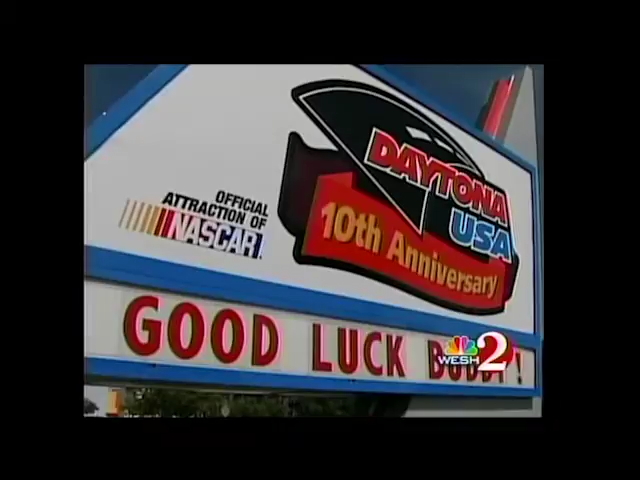 DAYTONA
USA
10th Anniversary
OFFICIAL
ATTRACTION OF
NASCAR
GOOD LUCK
WESH 2